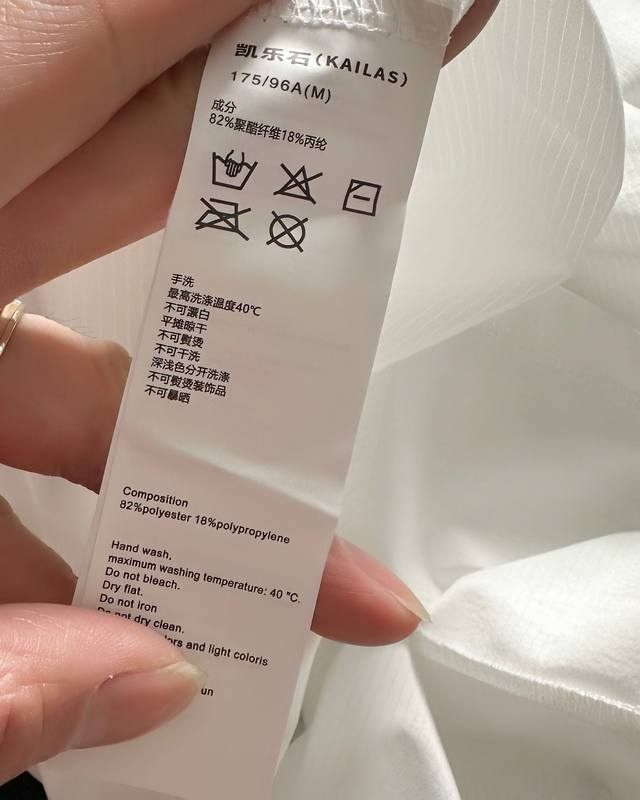 凯乐石(KAILAS)
175/96A(M)
成分
82%聚酯纤维18%丙纶
手洗
最高洗涤温度40℃
不可漂白
平摊晾干
不可熨烫
不可干洗
深浅色分开洗涤
不可熨烫装饰品
不可暴晒
Composition
82%polyester 18%polypropylene
Hand wash,
maximum washing temperature: 40 °C.
Do not bleach.
Dry flat.
Do not iron
Do not dry clean.
and light coloris